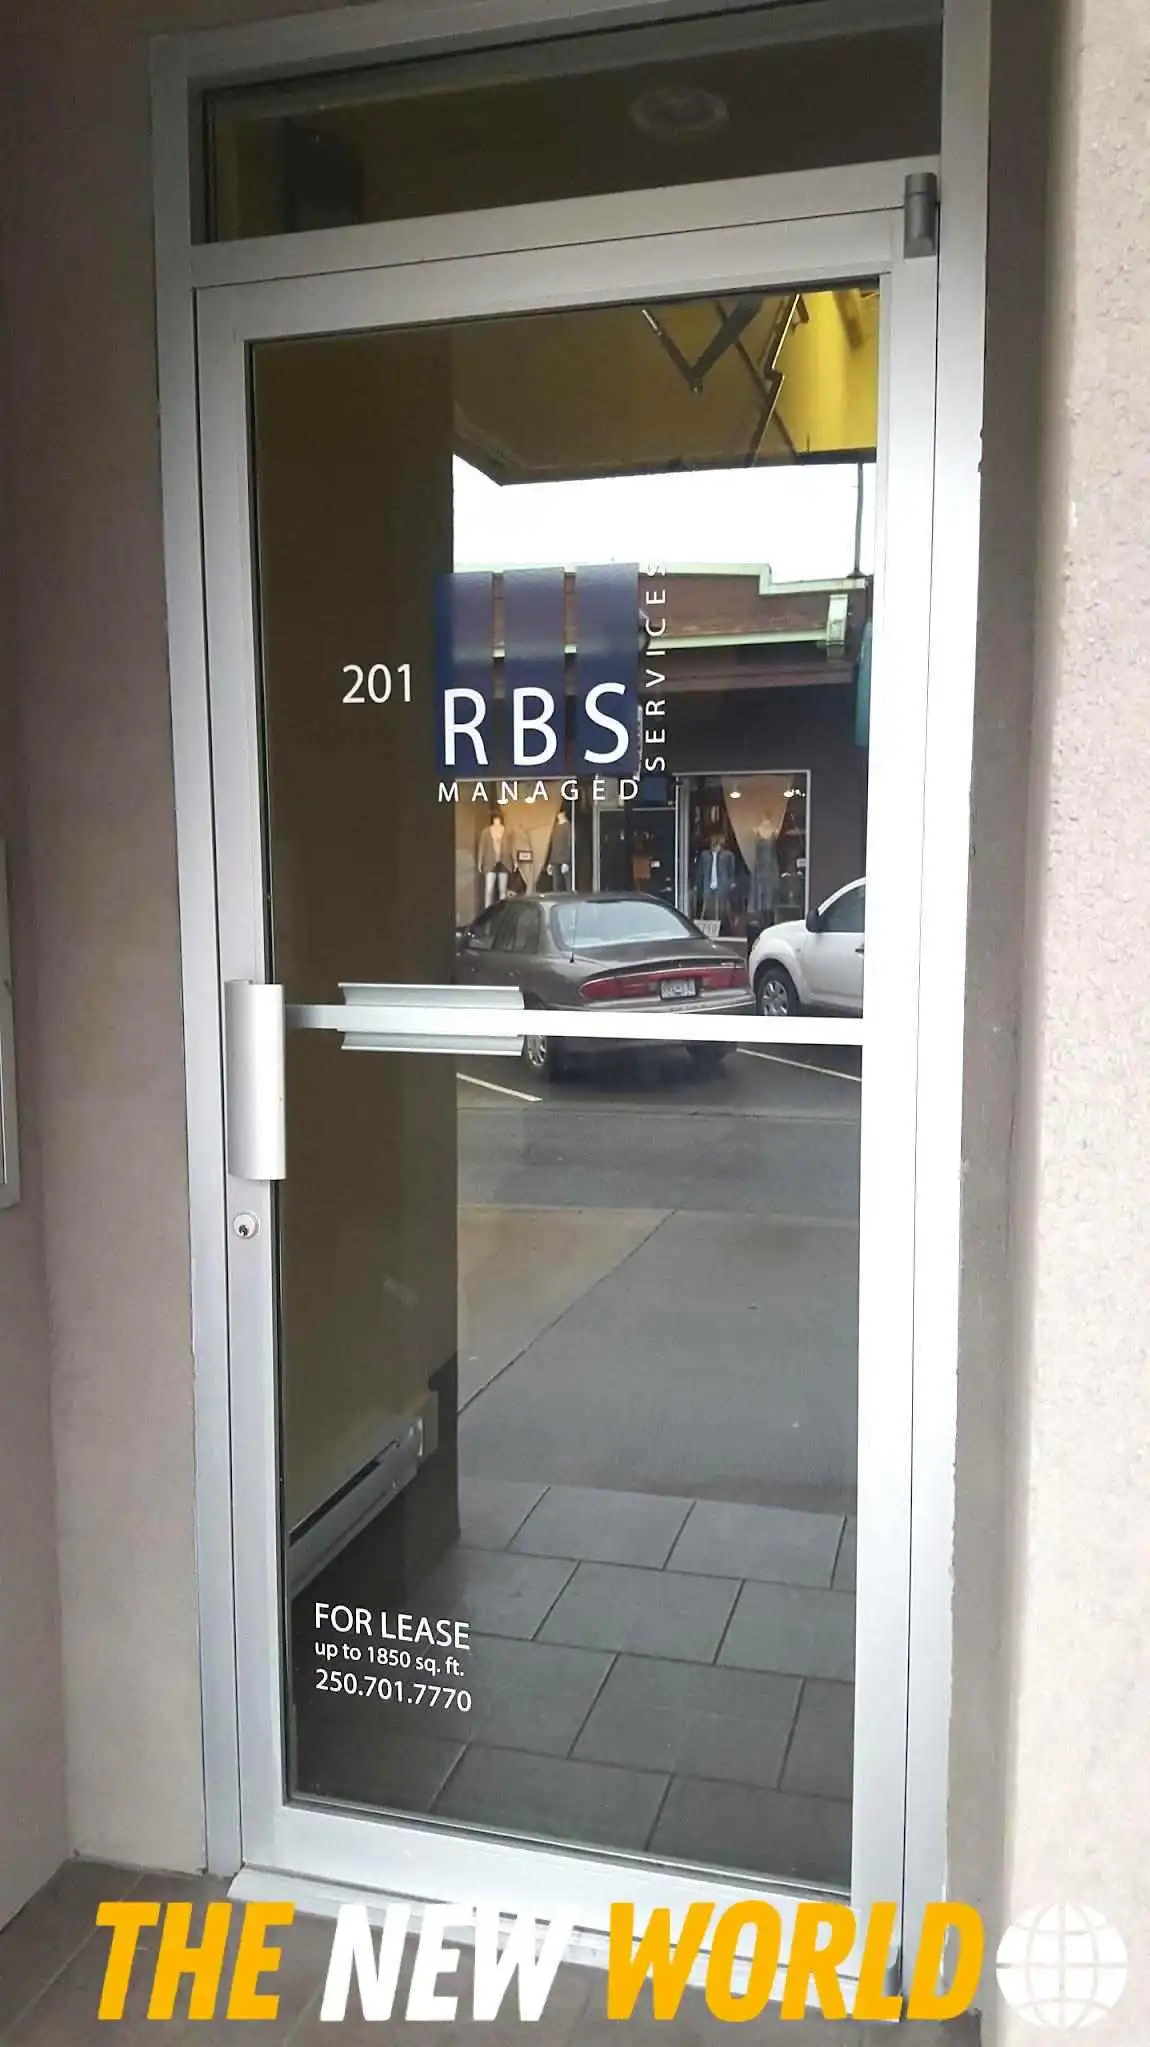 201
RBS
MANAGED
SERVICES
FOR LEASE
up to 1850 sq. ft.
250.701.7770
THE NEW WORLD